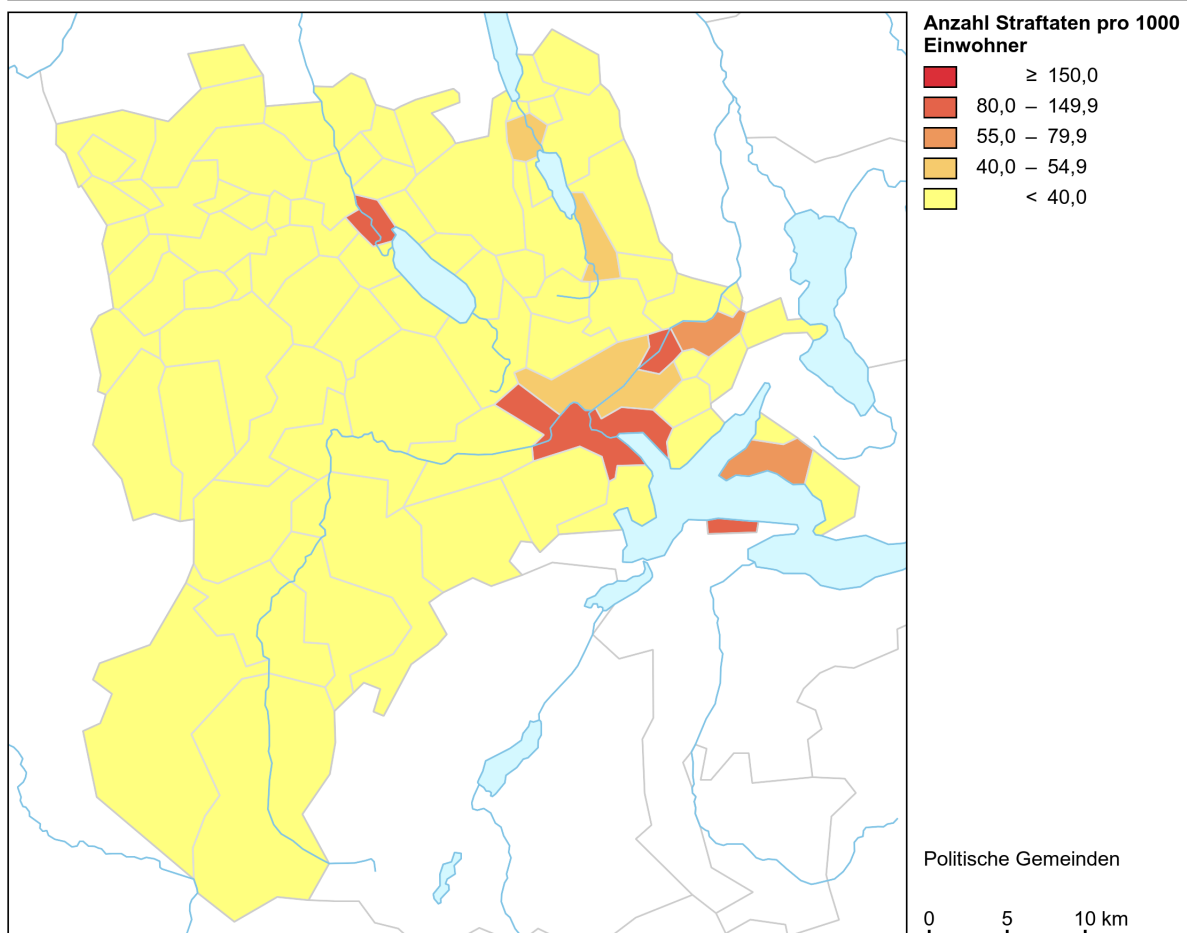 Anzahl Straftaten pro 1000
Einwohner
≥ 150,0
80,0 – 149,9
55,0 – 79,9
40,0 – 54,9
< 40,0
Politische Gemeinden
0 5 10 km